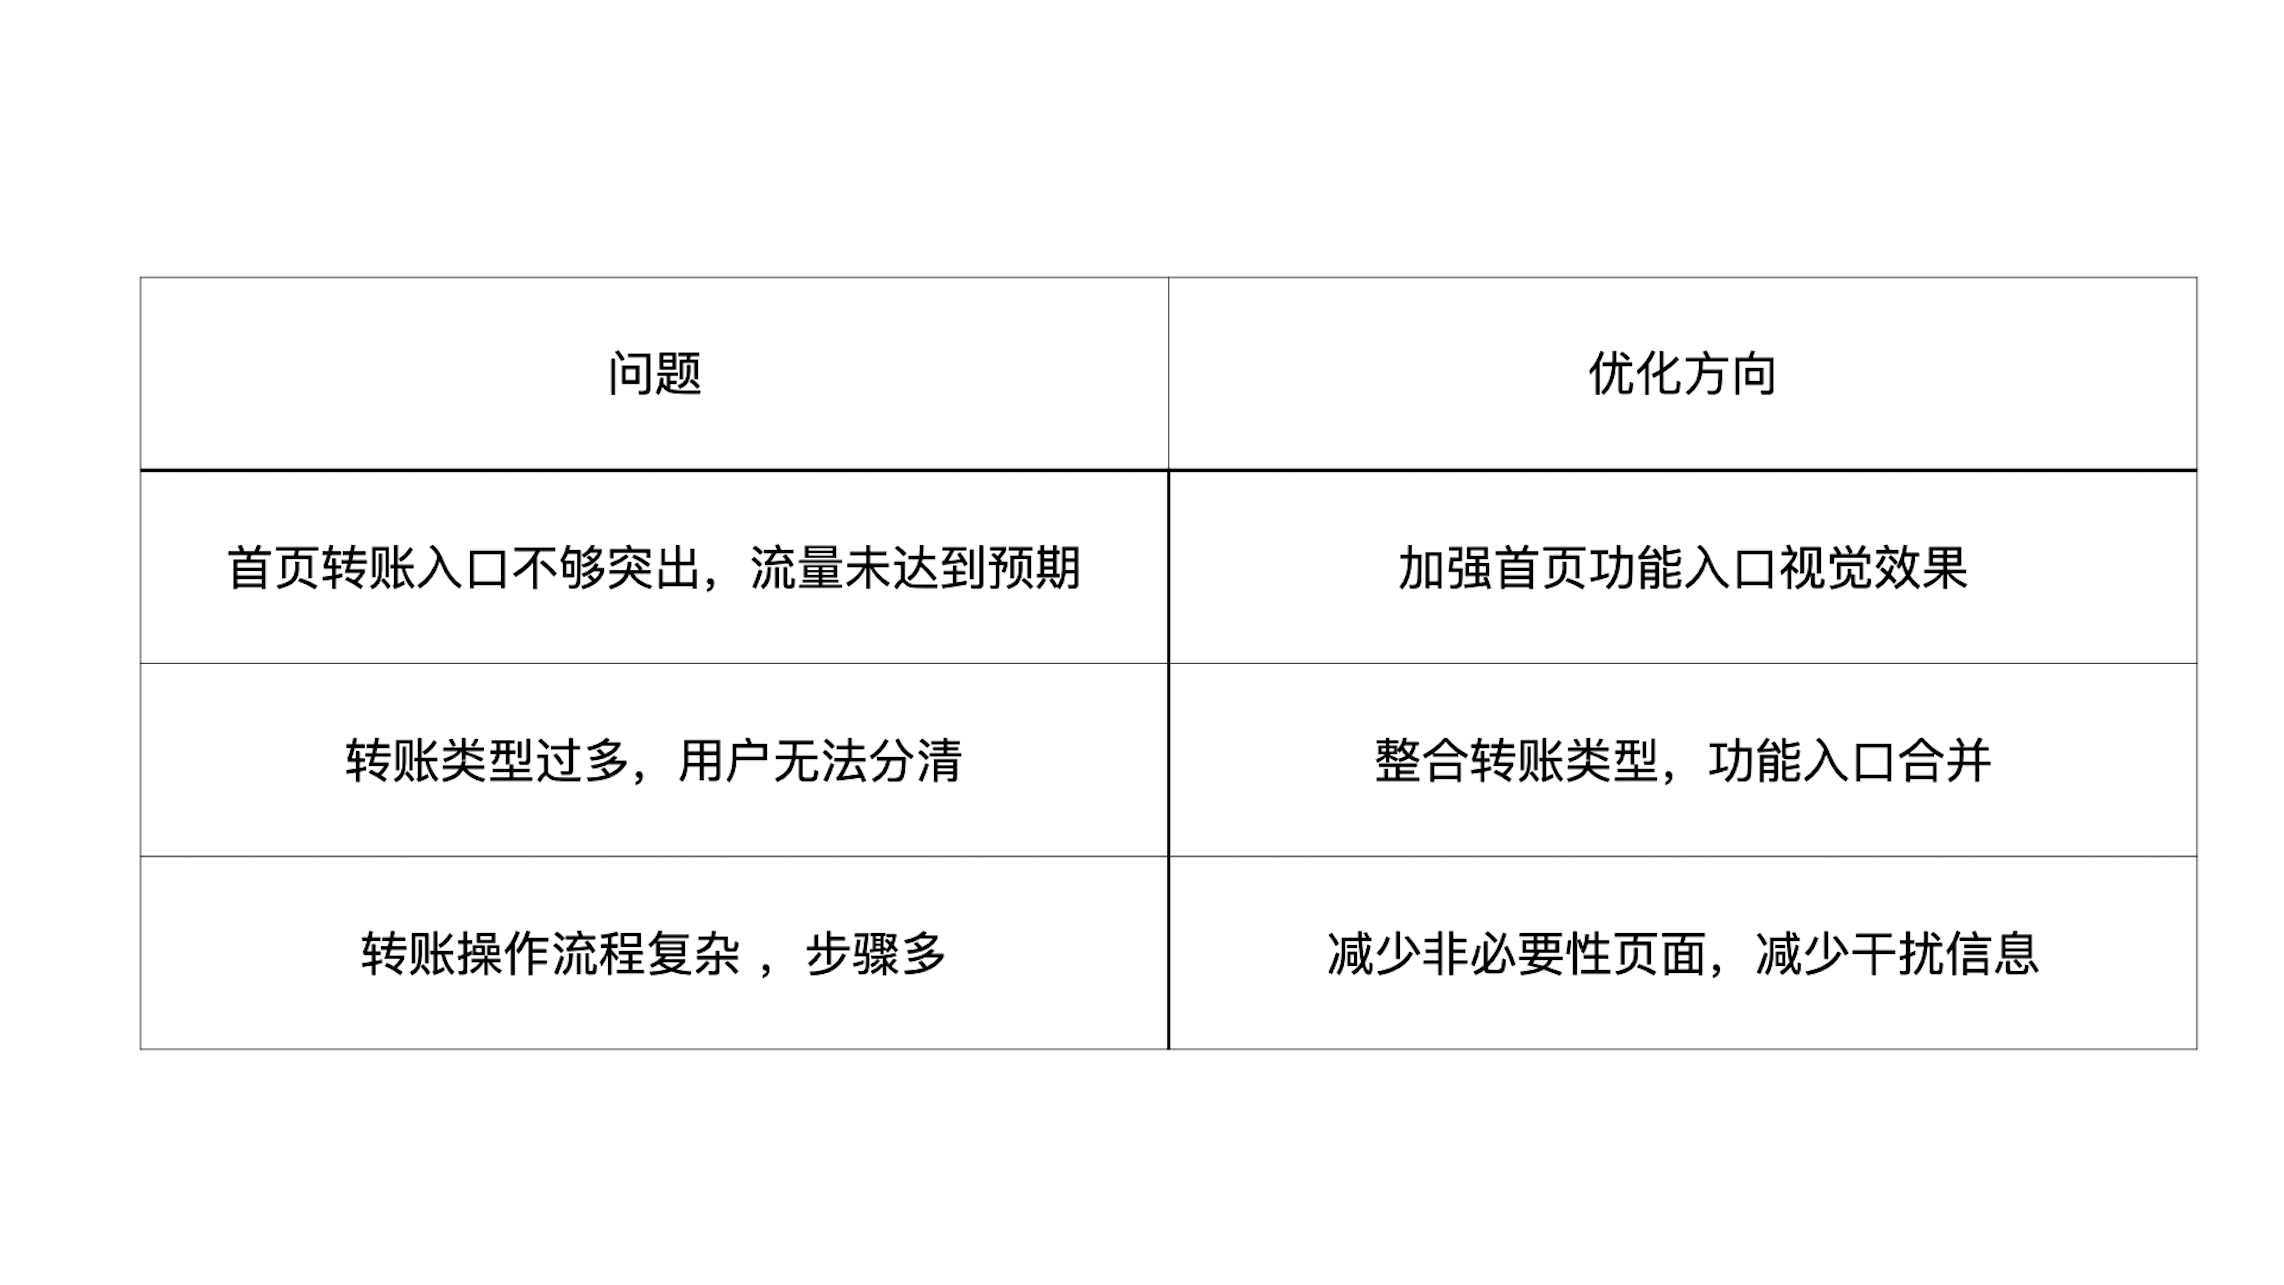 问题
优化方向
首页转账入口不够突出，流量未达到预期
加强首页功能入口视觉效果
转账类型过多，用户无法分清
整合转账类型，功能入口合并
转账操作流程复杂 ，步骤多
减少非必要性页面，减少干扰信息